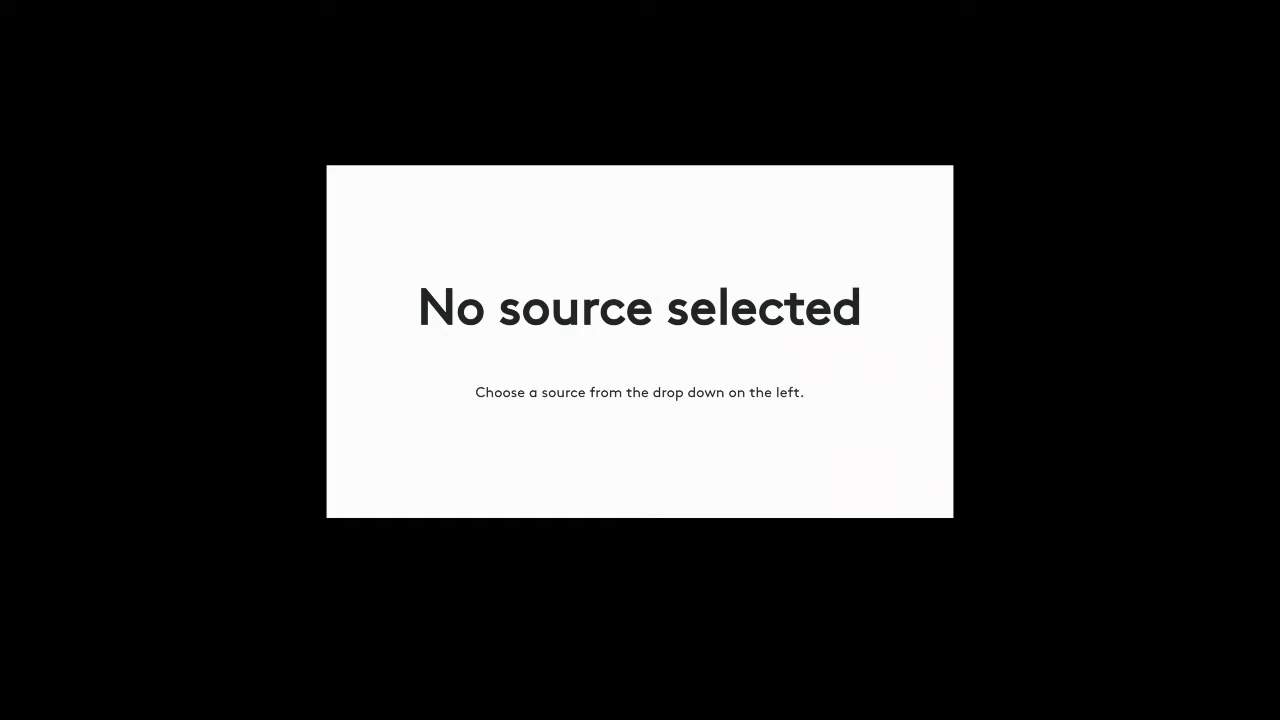 No source selected
Choose a source from the drop down on the left.